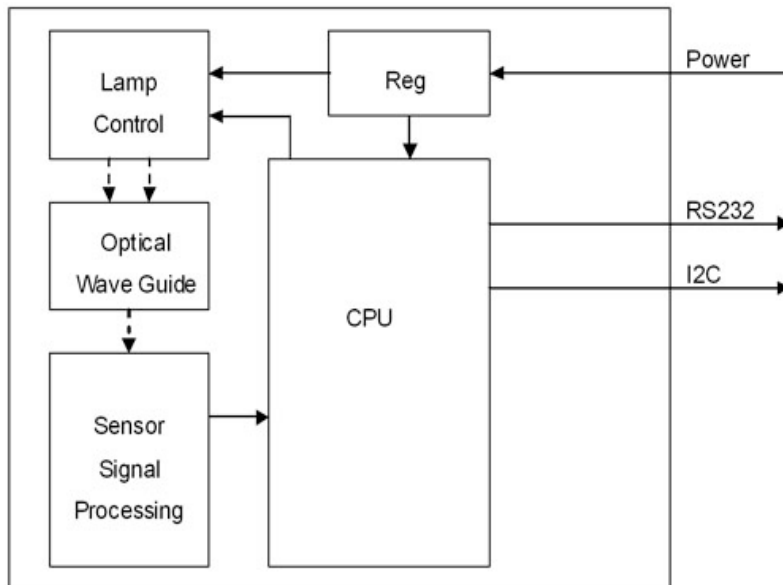 Lamp
Control
Reg
Power
Optical
Wave Guide
CPU
RS232
I2C
Sensor
Signal
Processing